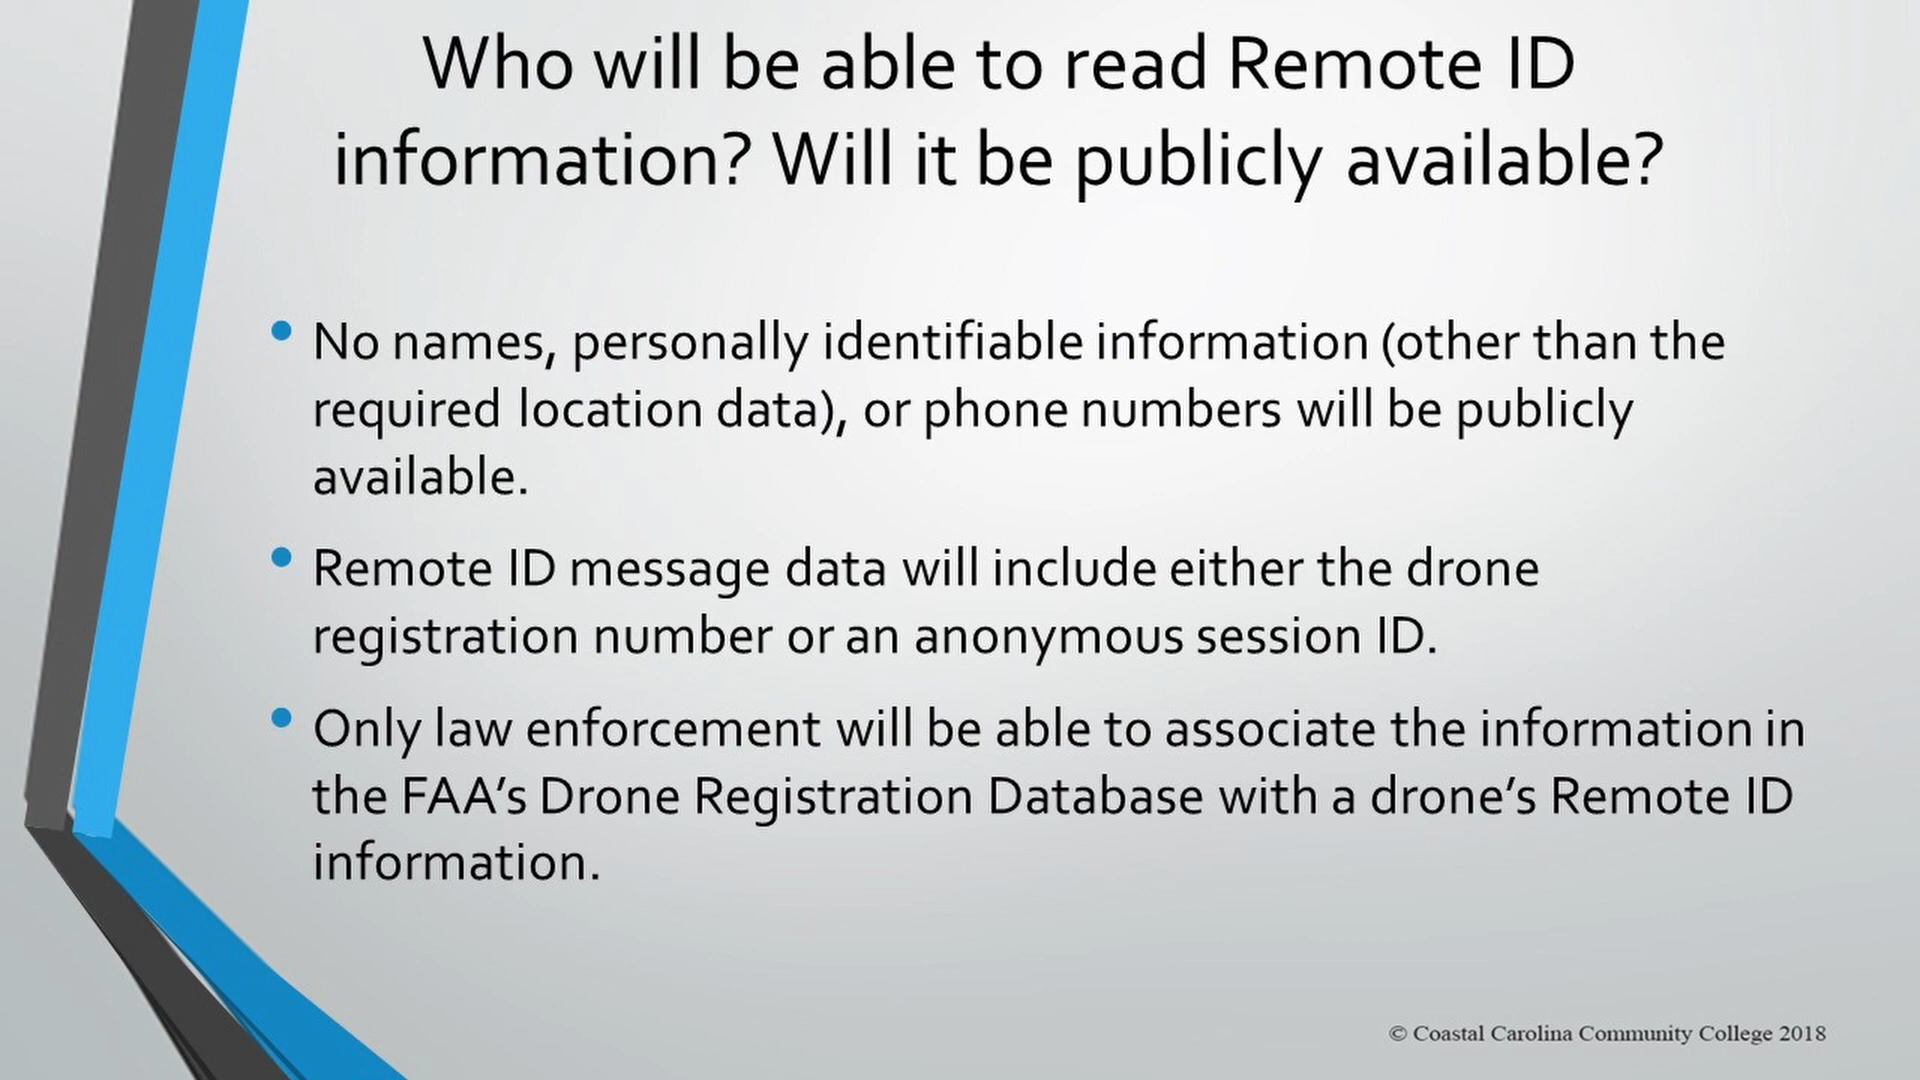 Who will be able to read Remote ID
information? Will it be publicly available?
• No names, personally identifiable information (other than the
required location data), or phone numbers will be publicly
available.
• Remote ID message data will include either the drone
registration number or an anonymous session ID.
• Only law enforcement will be able to associate the information in
the FAA’s Drone Registration Database with a drone’s Remote ID
information.
© Coastal Carolina Community College 2018